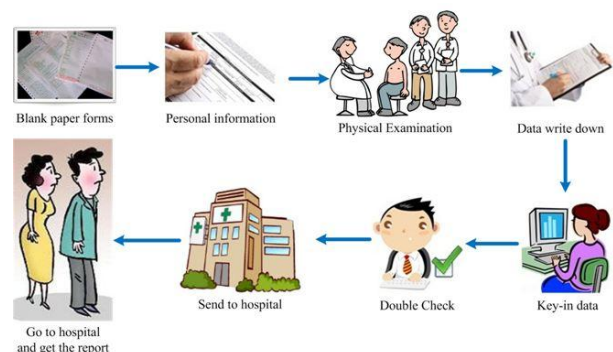 Blank paper forms
Personal information
Physical Examination
Data write down
Key-in data
Double Check
Send to hospital
Go to hospital
and get the report